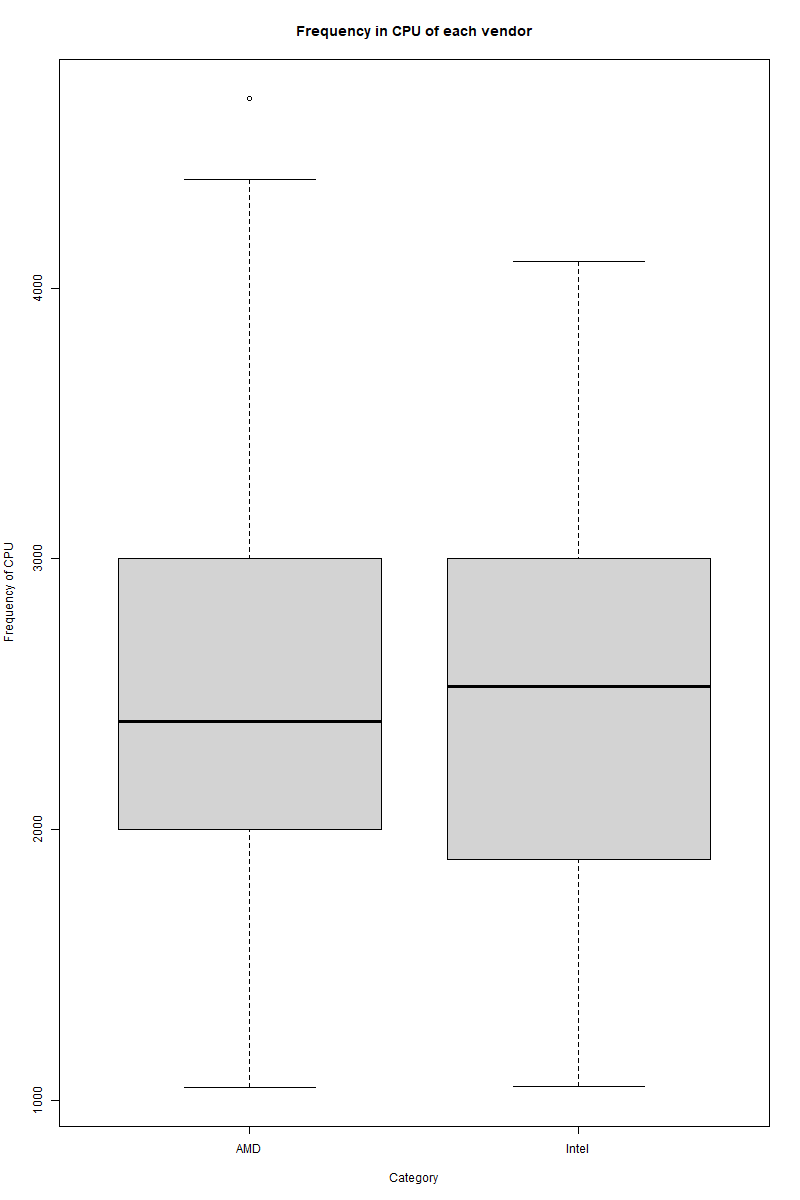 Frequency in CPU of each vendor
4000
3000
2000
1000
Frequency of CPU
AMD
Intel
Category